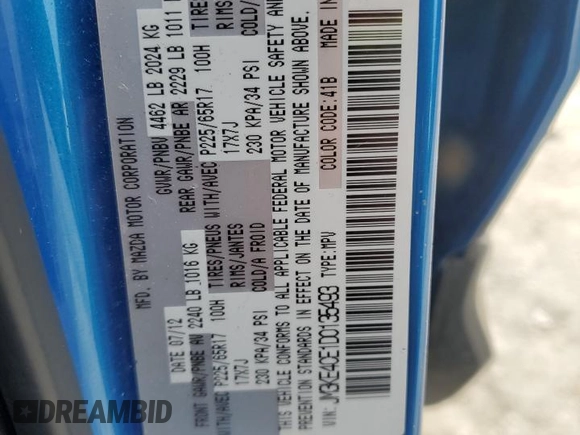 MFD. BY MAZDA MOTOR CORPORATION
DATE 07/12 GVWR/PNBV 4462 LB 2024 KG
FRONT GAWR/PNBE AV 2240 LB 1016 KG REAR GAWR/PNBE AR 2229 LB 1011
WITH/AVEC P225/65R17 100H TIRES/PNEUS WITH/AVEC P225/65R17 100H TIRE
17X7J RIMS/JANTES 17X7J RIMS
230 KPA/34 PSI COLD/A FROID 230 KPA/34 PSI COLD/
THIS VEHICLE CONFORMS TO ALL APPLICABLE FEDERAL MOTOR VEHICLE SAFETY AND
PREVENTION STANDARDS IN EFFECT ON THE DATE OF MANUFACTURE SHOWN ABOVE.
COLOR CODE:41B MADE IN
VIN: JM3KE4CE1D0135493 TYPE:MPV
DREAMBID